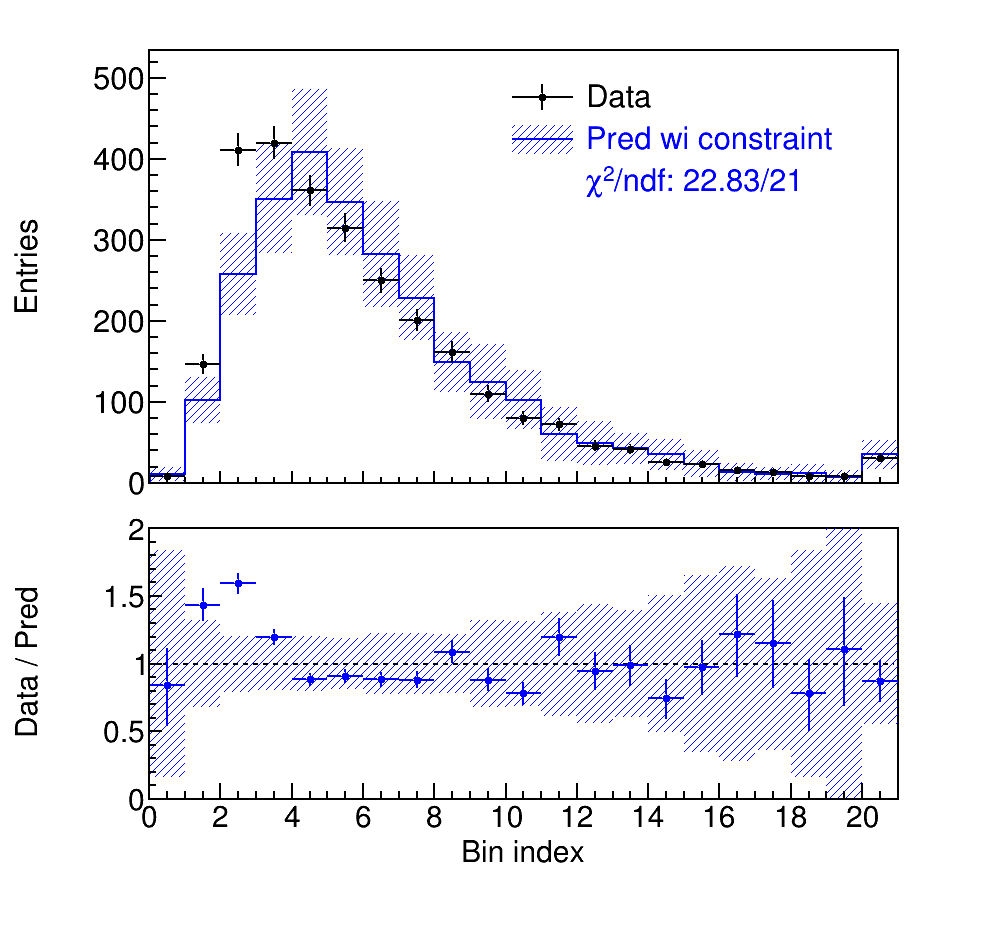 500
400
300
200
100
0
Entries
Data
Pred wi constraint
χ²/ndf: 22.83/21
2
1.5
1
0.5
0
Data / Pred
0 2 4 6 8 10 12 14 16 18 20
Bin index